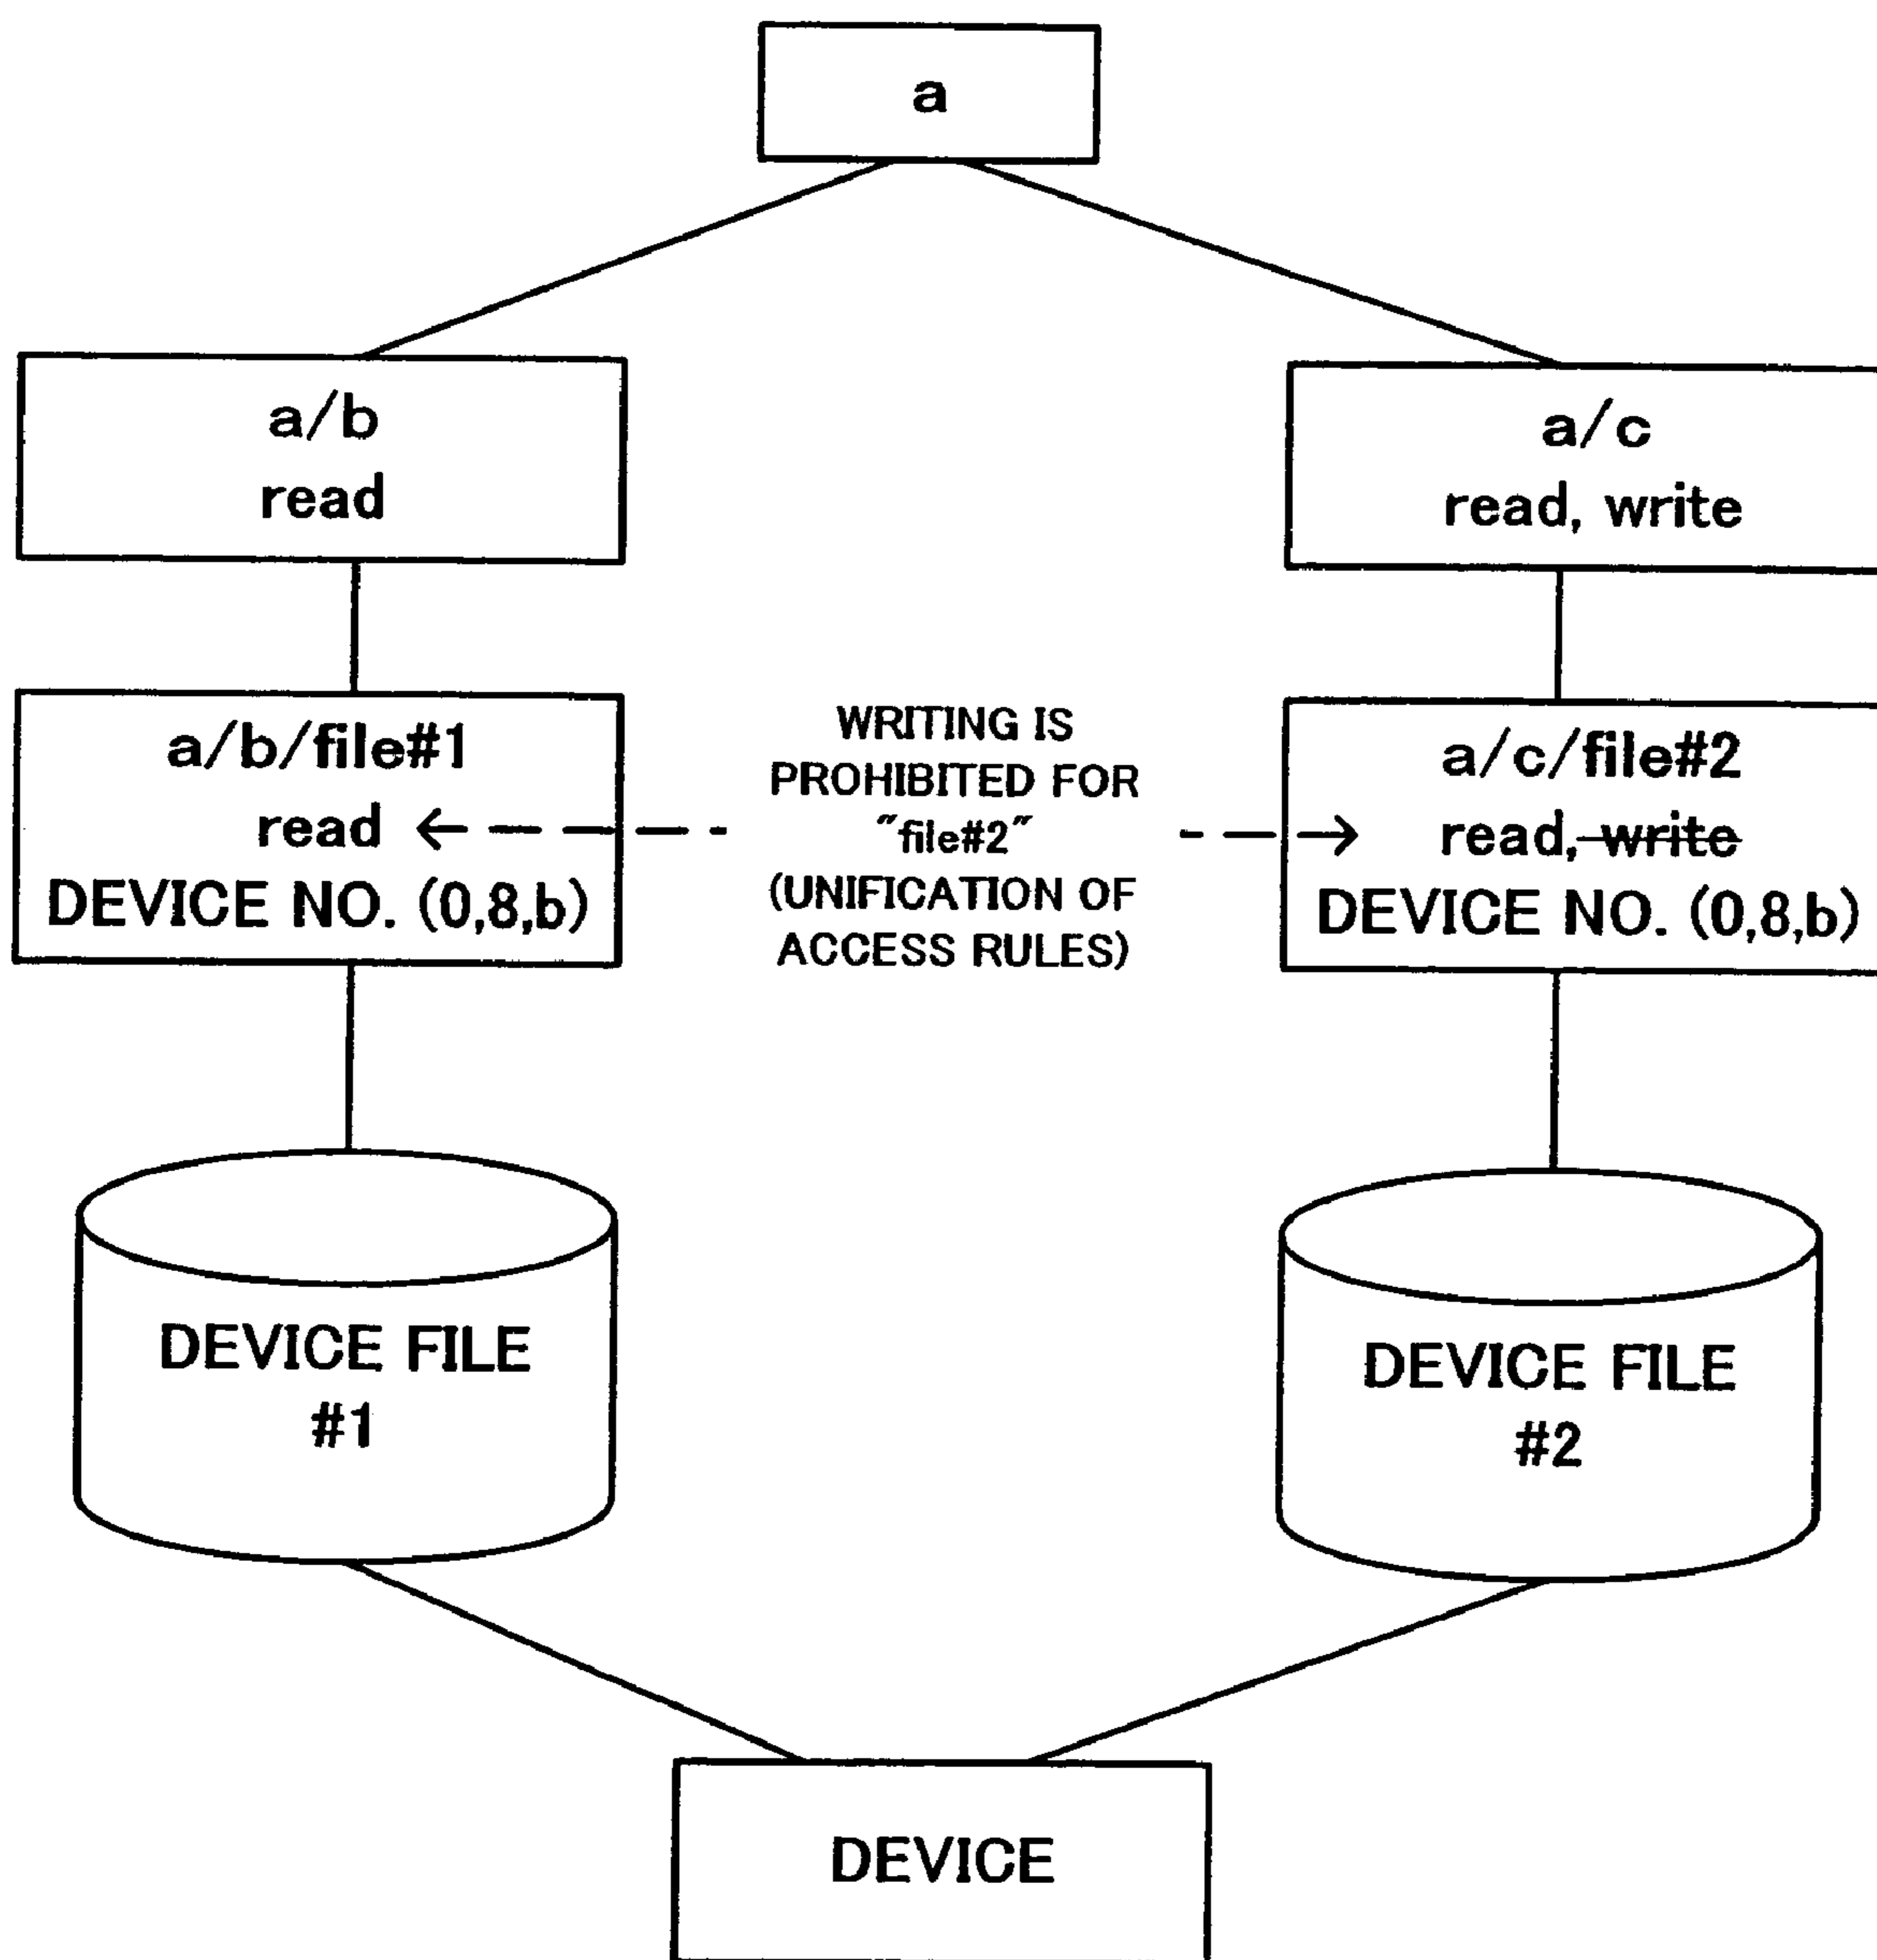 a
a/b
read
a/c
read, write
a/b/file#1
read
DEVICE NO. (0,8,b)
WRITING IS
PROHIBITED FOR
"file#2"
(UNIFICATION OF
ACCESS RULES)
a/c/file#2
read, write
DEVICE NO. (0,8,b)
DEVICE FILE
#1
DEVICE FILE
#2
DEVICE